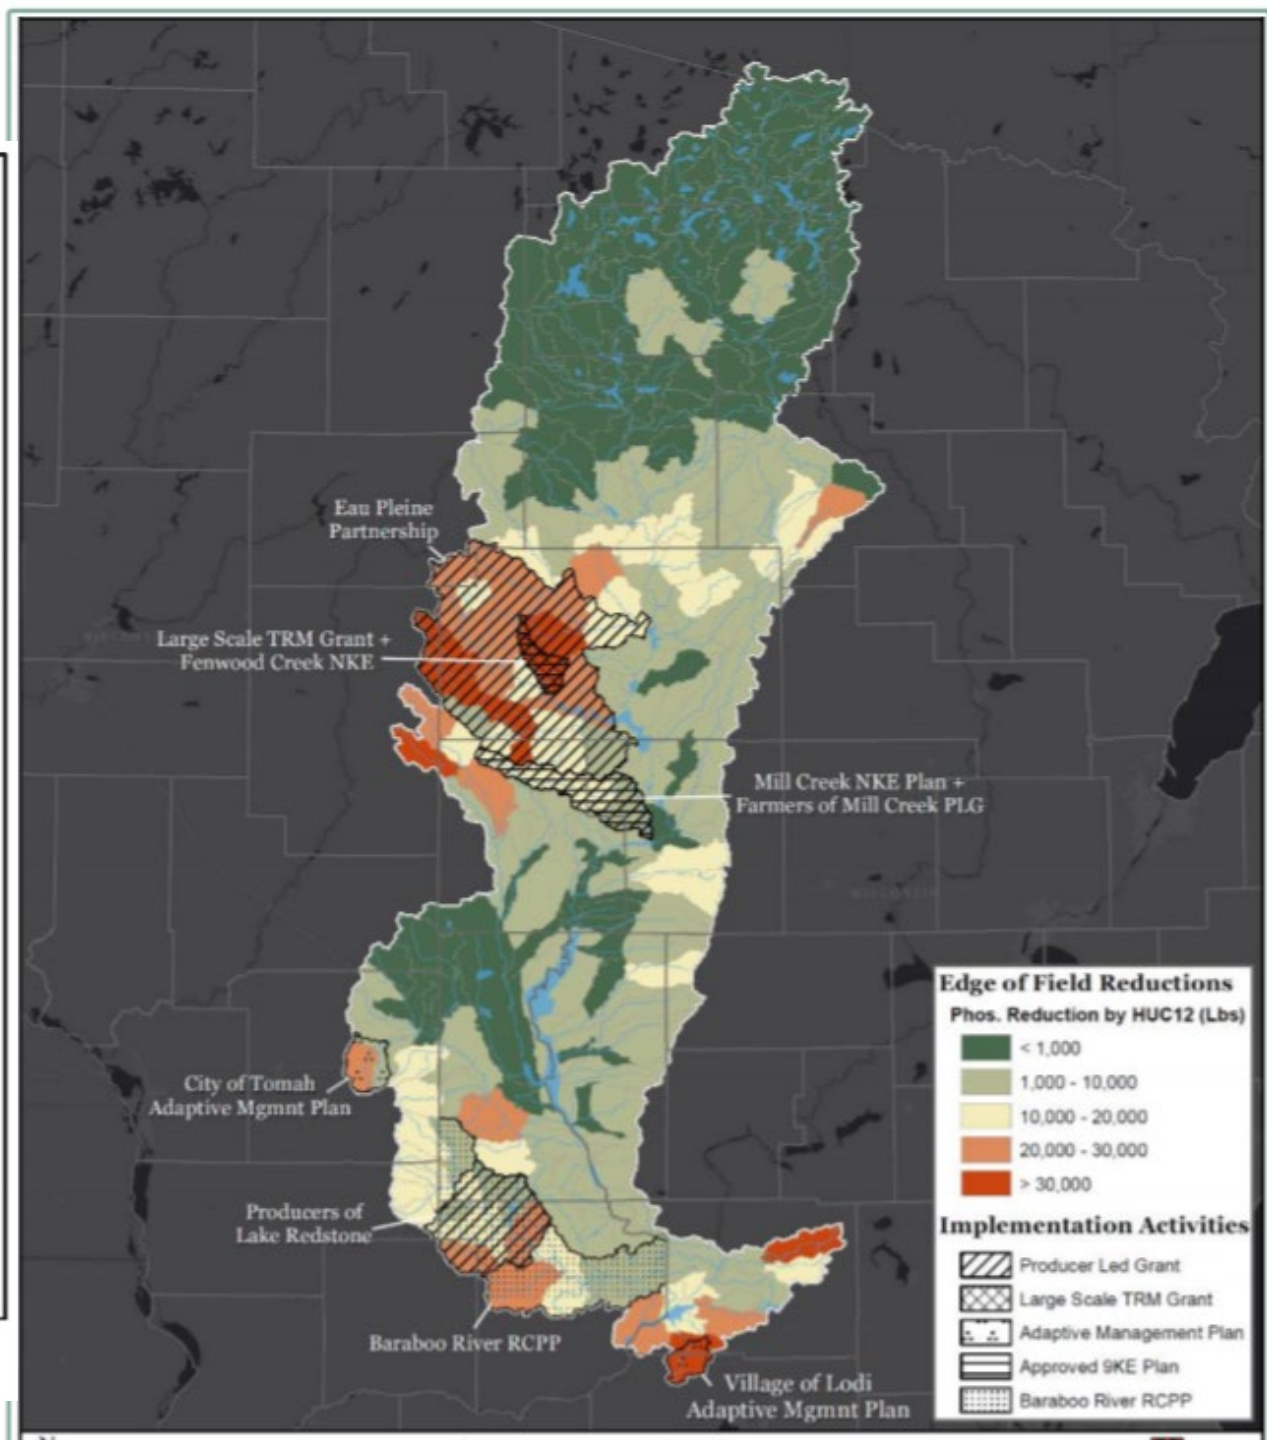 Eau Pleine
Partnership
Large Scale TRM Grant +
Fenwood Creek NKE
Mill Creek NKE Plan +
Farmers of Mill Creek PLG
City of Tomah
Adaptive Mgmnt Plan
Producers of
Lake Redstone
Baraboo River RCPP
Village of Lodi
Adaptive Mgmnt Plan
Edge of Field Reductions
Phos. Reduction by HUC12 (Lbs)
< 1,000
1,000 - 10,000
10,000 - 20,000
20,000 - 30,000
> 30,000
Implementation Activities
Producer Led Grant
Large Scale TRM Grant
Adaptive Management Plan
Approved 9KE Plan
Baraboo River RCPP